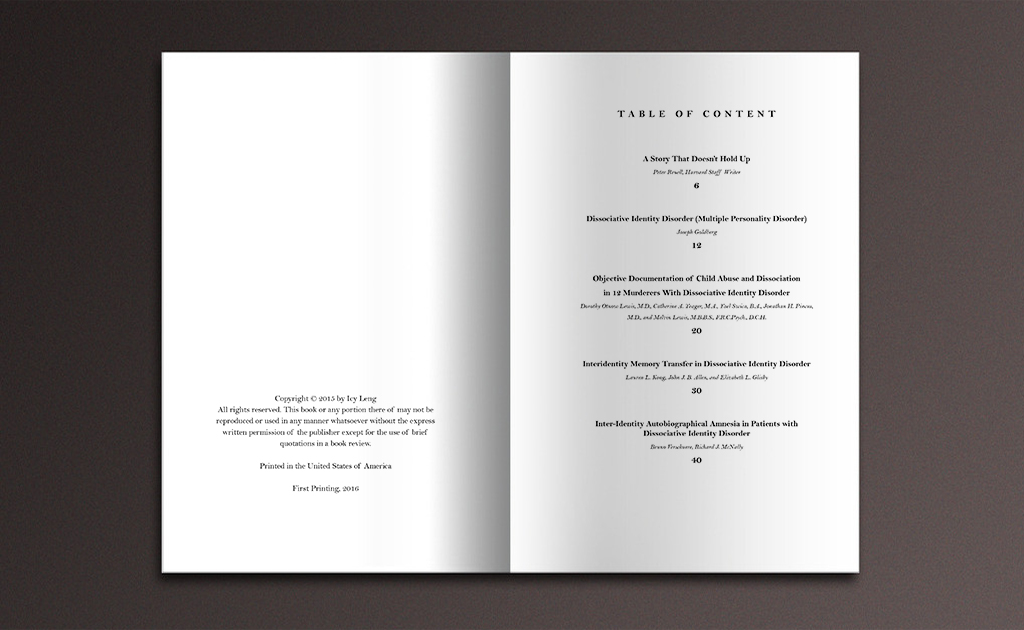 Copyright © 2015 by Icy Leng
All rights reserved. This book or any portion there of may not be
reproduced or used in any manner whatsoever without the express
written permission of the publisher except for the use of brief
quotations in a book review.
Printed in the United States of America
First Printing, 2016
TABLE OF CONTENT
A Story That Doesn't Hold Up
Peter Reuell, Harvard Staff Writer
6
Dissociative Identity Disorder (Multiple Personality Disorder)
Joseph Goldberg
12
Objective Documentation of Child Abuse and Dissociation
in 12 Murderers With Dissociative Identity Disorder
Dorothy Otnow Lewis, M.D., Catherine A. Yeager, M.A., Yael Swica, B.A., Jonathan H. Pincus,
M.D., and Melvin Lewis, M.B.B.S., F.R.C.Psych., D.C.H.
20
Interidentity Memory Transfer in Dissociative Identity Disorder
Lauren L. Kong, John J. B. Allen, and Elizabeth L. Glisky
30
Inter-Identity Autobiographical Amnesia in Patients with
Dissociative Identity Disorder
Bruno Verschuere, Richard J. McNally
40